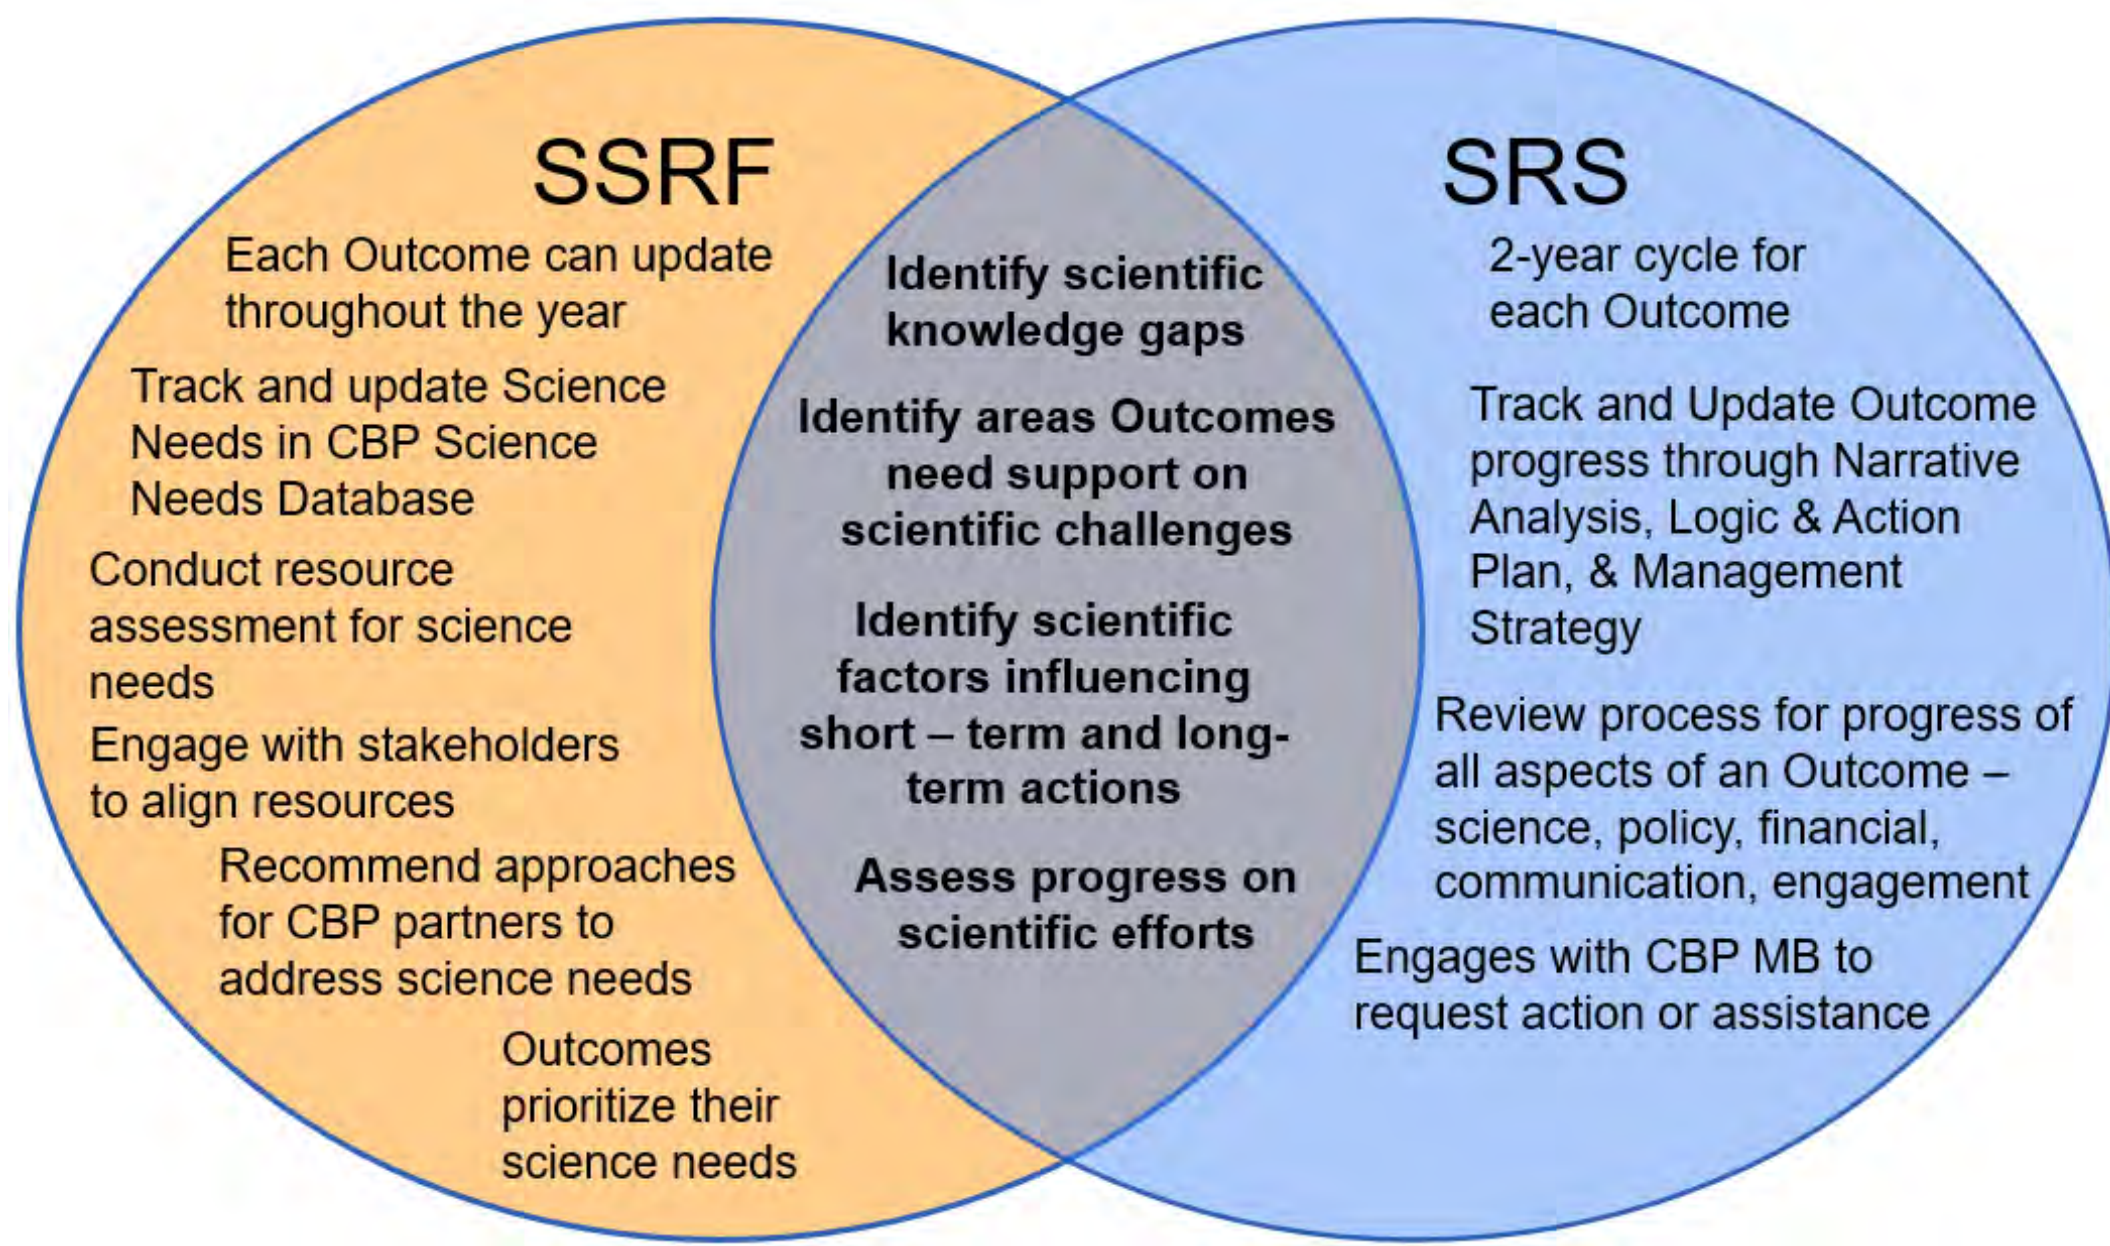 SSRF
Each Outcome can update
throughout the year
Track and update Science
Needs in CBP Science
Needs Database
Conduct resource
assessment for science
needs
Engage with stakeholders
to align resources
Recommend approaches
for CBP partners to
address science needs
Outcomes
prioritize their
science needs
Identify scientific
knowledge gaps
Identify areas Outcomes
need support on
scientific challenges
Identify scientific
factors influencing
short – term and long-
term actions
Assess progress on
scientific efforts
SRS
2-year cycle for
each Outcome
Track and Update Outcome
progress through Narrative
Analysis, Logic & Action
Plan, & Management
Strategy
Review process for progress of
all aspects of an Outcome –
science, policy, financial,
communication, engagement
Engages with CBP MB to
request action or assistance